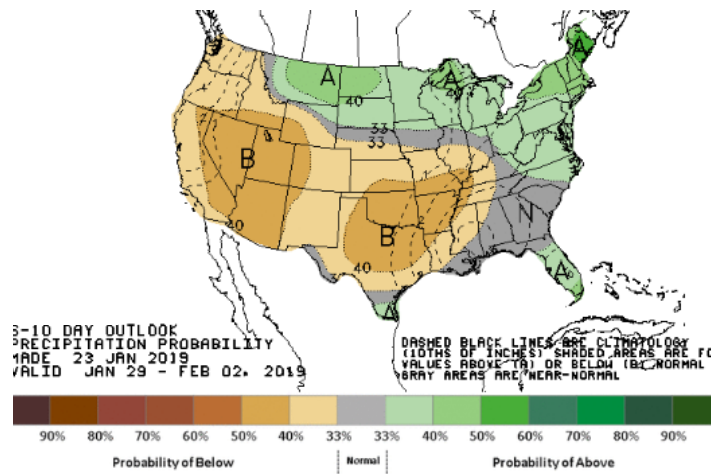 A
A
A
40
40
33
33
B
40
B
40
N
A
A
6-10 DAY OUTLOOK
PRECIPITATION PROBABILITY
MADE 23 JAN 2019
VALID JAN 29 - FEB 02, 2019
DASHED BLACK LINES ARE CLIMATOLOGY
(10THS OF INCHES) SHADED AREAS ARE FO
VALUES ABOVE (A) OR BELOW (B) NORMAL
GRAY AREAS ARE NEAR-NORMAL
90% 80% 70% 60% 50% 40% 33% 33% 40% 50% 60% 70% 80% 90%
Probability of Below Normal Probability of Above